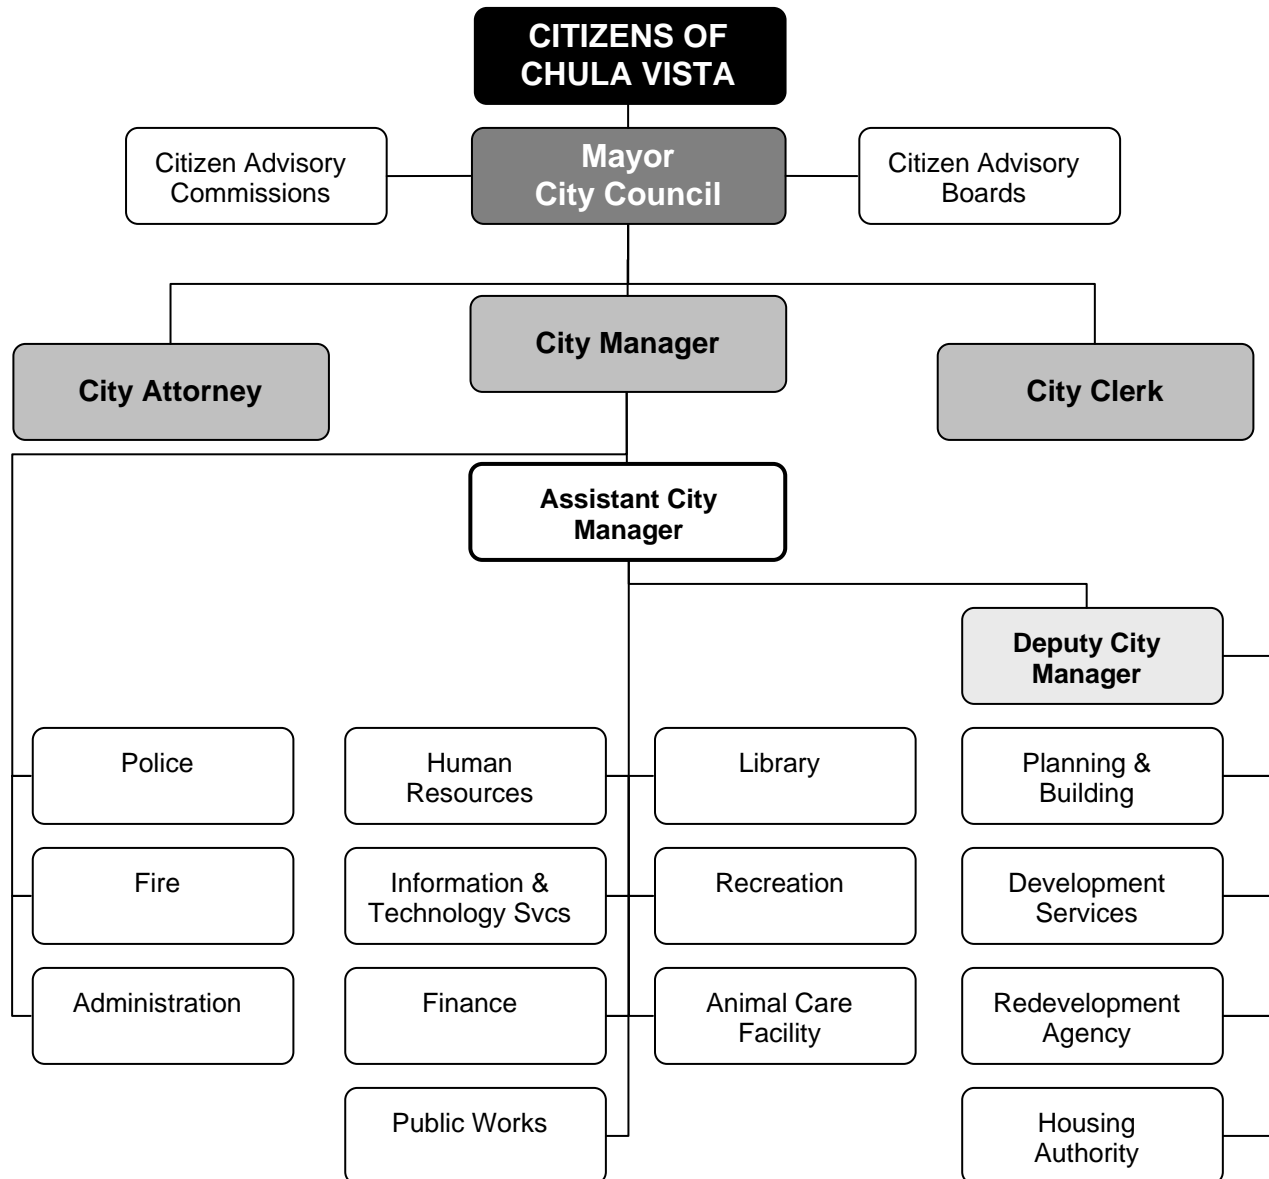 CITIZENS OF
CHULA VISTA
Citizen Advisory
Commissions
Mayor
City Council
Citizen Advisory
Boards
City Attorney
City Manager
City Clerk
Assistant City
Manager
Deputy City
Manager
Police
Human
Resources
Library
Planning &
Building
Fire
Information &
Technology Svcs
Recreation
Development
Services
Administration
Finance
Animal Care
Facility
Redevelopment
Agency
Public Works
Housing
Authority